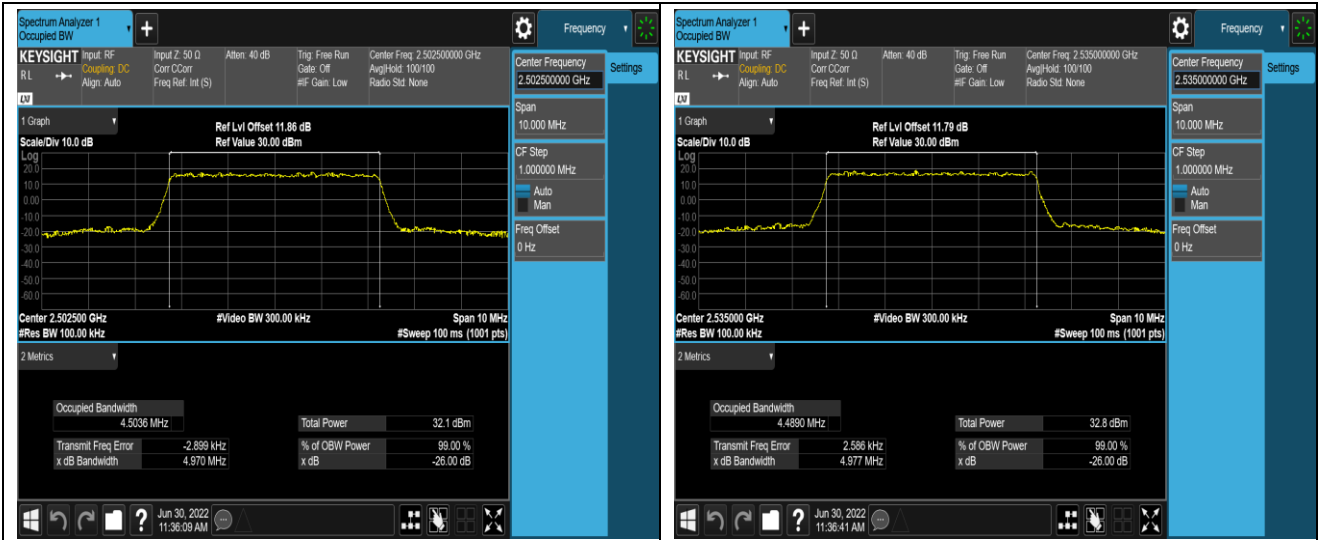 Spectrum Analyzer 1
Occupied BW
Frequency
KEYSIGHT
R L
LXI
Input: RF
Coupling: DC
Align: Auto
Input Z: 50 Ω
Corr CCorr
Freq Ref: Int (S)
Atten: 40 dB
Trig: Free Run
Gate: Off
#IF Gain: Low
Center Freq: 2.502500000 GHz
Avg|Hold: 100/100
Radio Std: None
Center Frequency
2.502500000 GHz
Settings
Span
10.000 MHz
CF Step
1.000000 MHz
Auto
Man
Freq Offset
0 Hz
1 Graph
Scale/Div 10.0 dB
Ref Lvl Offset 11.86 dB
Ref Value 30.00 dBm
Log
20.0
10.0
0.00
-10.0
-20.0
-30.0
-40.0
-50.0
-60.0
Center 2.502500 GHz
#Video BW 300.00 kHz
Span 10 MHz
#Res BW 100.00 kHz
#Sweep 100 ms (1001 pts)
2 Metrics
Occupied Bandwidth
4.5036 MHz
Total Power 32.1 dBm
Transmit Freq Error -2.899 kHz
% of OBW Power 99.00 %
x dB Bandwidth 4.970 MHz
x dB -26.00 dB
Jun 30, 2022
11:36:09 AM
Spectrum Analyzer 1
Occupied BW
Frequency
KEYSIGHT
R L
LXI
Input: RF
Coupling: DC
Align: Auto
Input Z: 50 Ω
Corr CCorr
Freq Ref: Int (S)
Atten: 40 dB
Trig: Free Run
Gate: Off
#IF Gain: Low
Center Freq: 2.535000000 GHz
Avg|Hold: 100/100
Radio Std: None
Center Frequency
2.535000000 GHz
Settings
Span
10.000 MHz
CF Step
1.000000 MHz
Auto
Man
Freq Offset
0 Hz
1 Graph
Scale/Div 10.0 dB
Ref Lvl Offset 11.79 dB
Ref Value 30.00 dBm
Log
20.0
10.0
0.00
-10.0
-20.0
-30.0
-40.0
-50.0
-60.0
Center 2.535000 GHz
#Video BW 300.00 kHz
Span 10 MHz
#Res BW 100.00 kHz
#Sweep 100 ms (1001 pts)
2 Metrics
Occupied Bandwidth
4.4890 MHz
Total Power 32.8 dBm
Transmit Freq Error 2.586 kHz
% of OBW Power 99.00 %
x dB Bandwidth 4.977 MHz
x dB -26.00 dB
Jun 30, 2022
11:36:41 AM